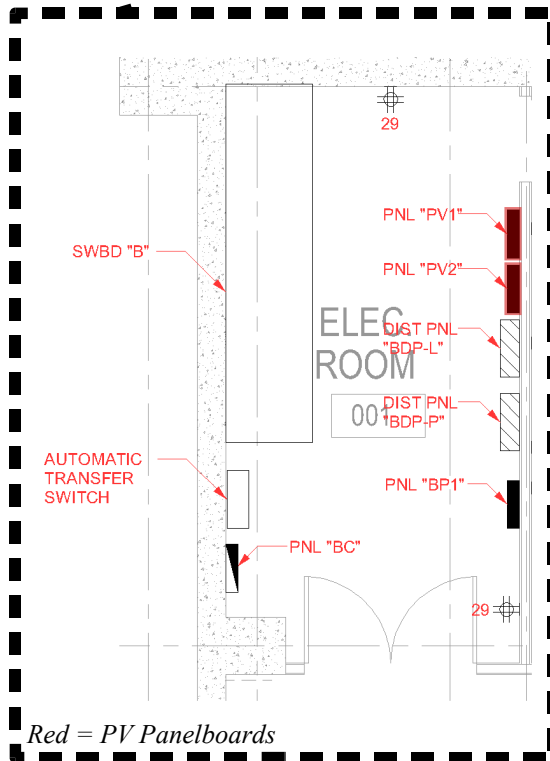 29
PNL "PV1"
SWBD "B"
PNL "PV2"
ELEC.
ROOM
001
DIST PNL
"BDP-L"
DIST PNL
"BDP-P"
AUTOMATIC
TRANSFER
SWITCH
PNL "BP1"
PNL "BC"
29
Red = PV Panelboards